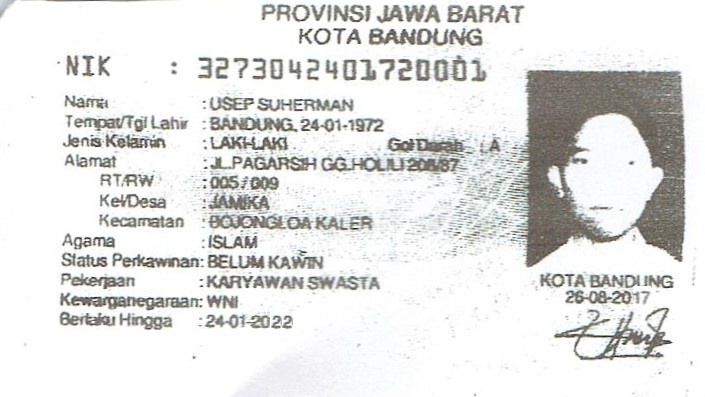 PROVINSI JAWA BARAT
KOTA BANDUNG
NIK : 3273042401720001
Nama : USEP SUHERMAN
Tempat/Tgl Lahir : BANDUNG, 24-01-1972
Jenis Kelamin : LAKI-LAKI Gol Darah : A
Alamat : JL.PAGARSIH GG.HOLILI 208/87
RT/RW : 005/009
Kel/Desa : JAMIKA
Kecamatan : BOJONGLOA KALER
Agama : ISLAM
Status Perkawinan: BELUM KAWIN
Pekerjaan : KARYAWAN SWASTA
Kewarganegaraan: WNI
Berlaku Hingga : 24-01-2022
KOTA BANDUNG
26-08-2017